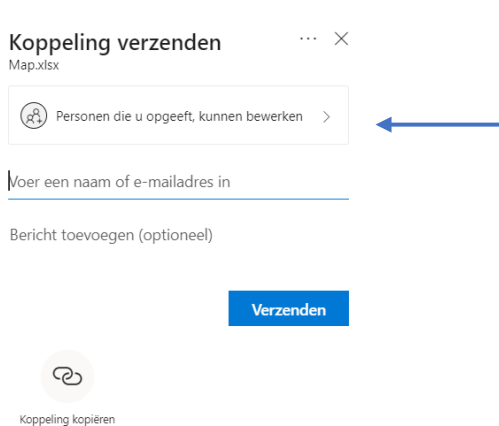 Koppeling verzenden
Map.xlsx
Personen die u opgeeft, kunnen bewerken
Voer een naam of e-mailadres in
Bericht toevoegen (optioneel)
Verzenden
Koppeling kopiëren